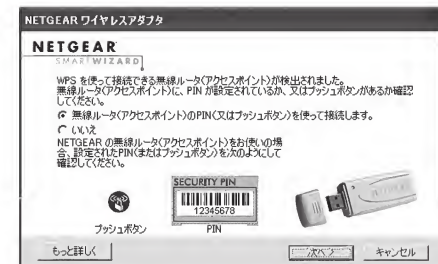 NETGEAR ワイヤレスアダプタ
NETGEAR
SMARTWIZARD
WPS を使って接続できる無線ルータ(アクセスポイント)が検出されました。
無線ルータ(アクセスポイント)に、PIN が設定されているか、又はプッシュボタンがあるか確認
してください。
無線ルータ(アクセスポイント)のPIN(又はプッシュボタン)を使って接続します。
いいえ
NETGEAR の無線ルータ(アクセスポイント)をお使いの場
合、設定されたPIN(またはプッシュボタン)を次のようにして
確認してください。
SECURITY PIN
12345678
プッシュボタン
PIN
NETGEAR
もっと詳しく
次へ >
キャンセル